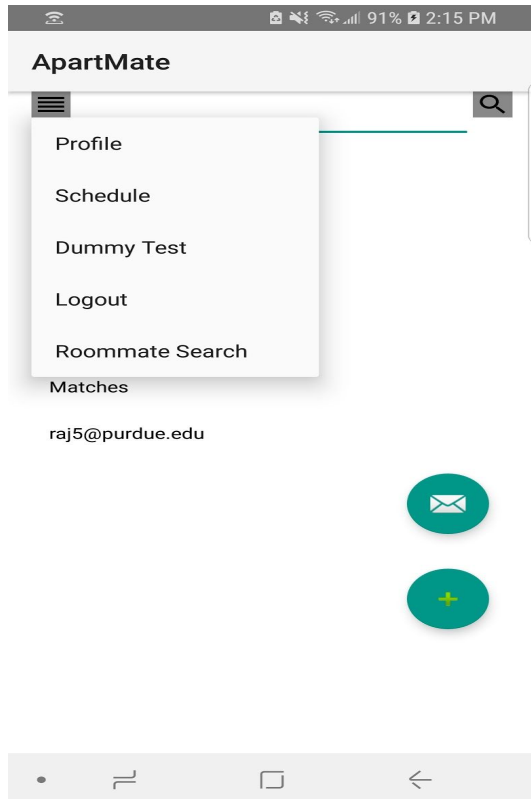 91% 2:15 PM
ApartMate
Profile
Schedule
Dummy Test
Logout
Roommate Search
Matches
raj5@purdue.edu